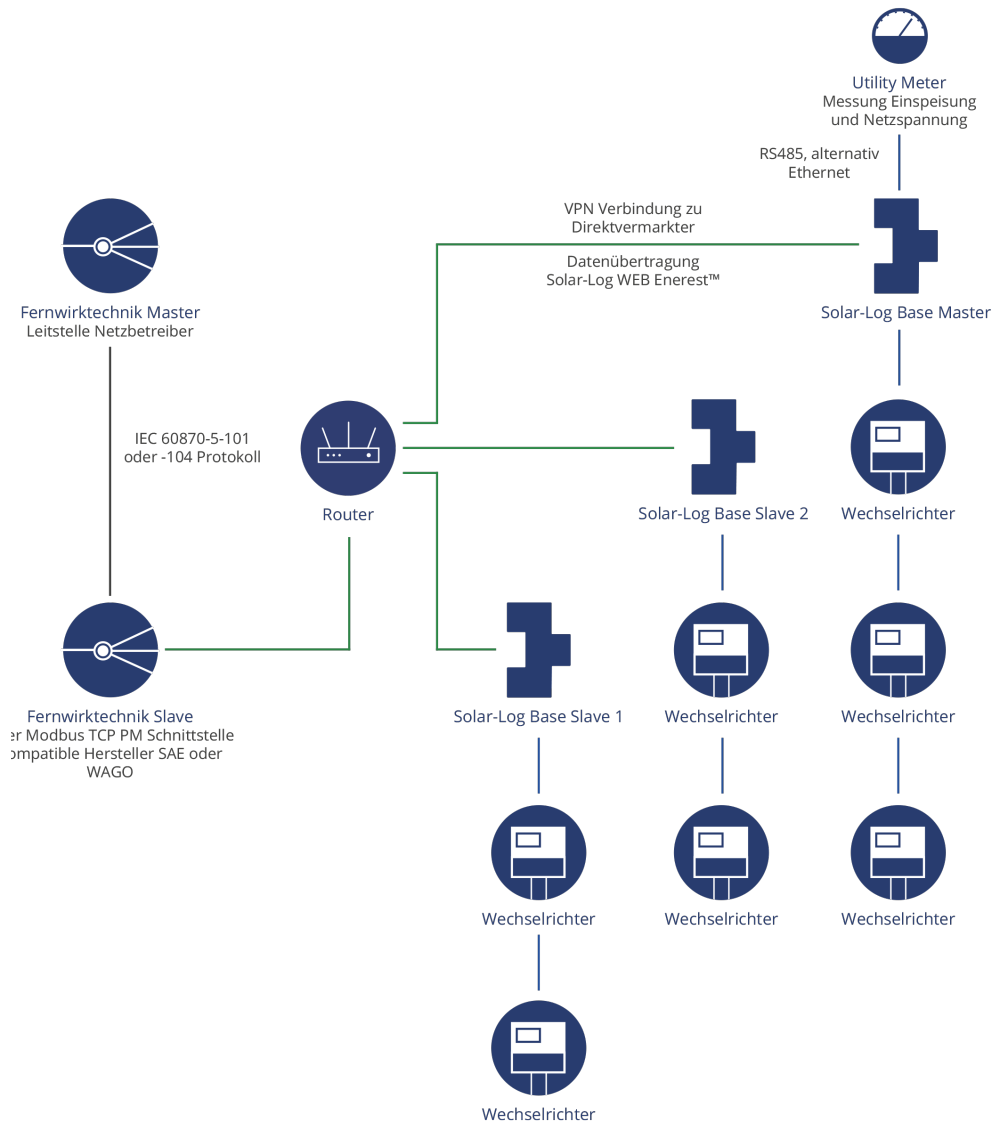 Utility Meter
Messung Einspeisung
und Netzspannung
RS485, alternativ
Ethernet
VPN Verbindung zu
Direktvermarkter
Datenübertragung
Solar-Log WEB Enerest™
Solar-Log Base Master
Fernwirktechnik Master
Leitstelle Netzbetreiber
IEC 60870-5-101
oder -104 Protokoll
Router
Solar-Log Base Slave 2
Wechselrichter
Fernwirktechnik Slave
er Modbus TCP PM Schnittstelle
ompatible Hersteller SAE oder
WAGO
Solar-Log Base Slave 1
Wechselrichter
Wechselrichter
Wechselrichter
Wechselrichter
Wechselrichter
Wechselrichter